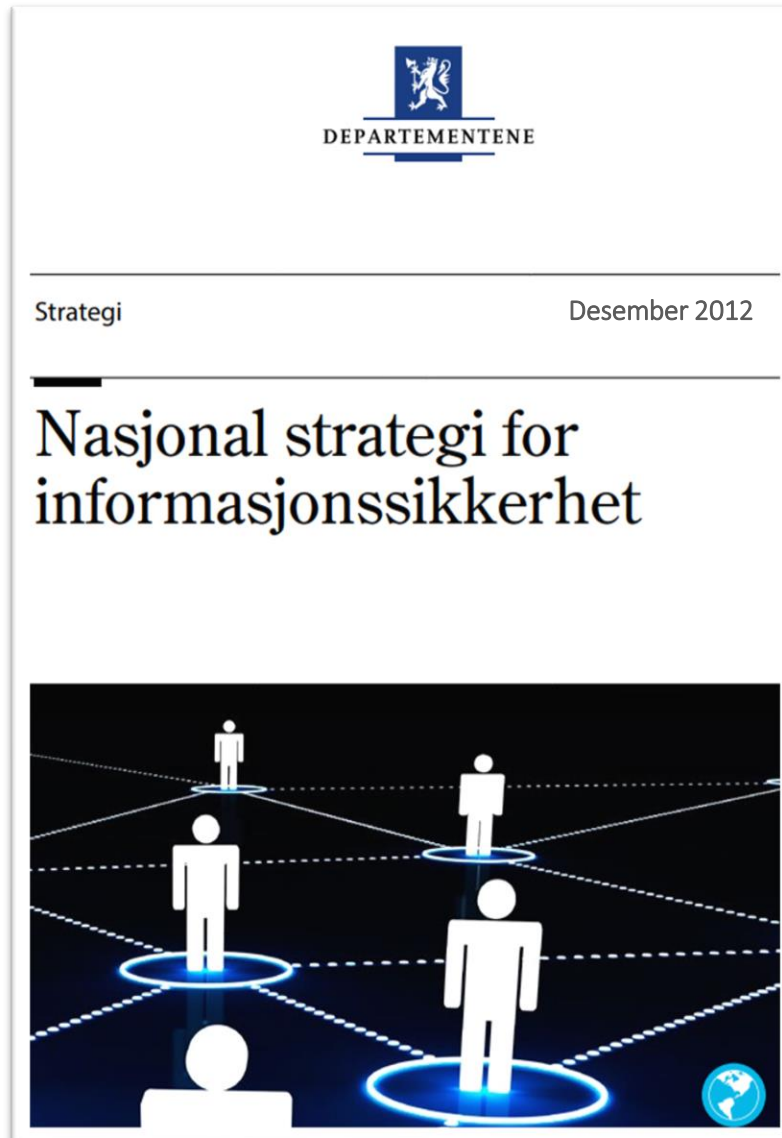 DEPARTEMENTENE
Strategi
Desember 2012
Nasjonal strategi for
informasjonssikkerhet